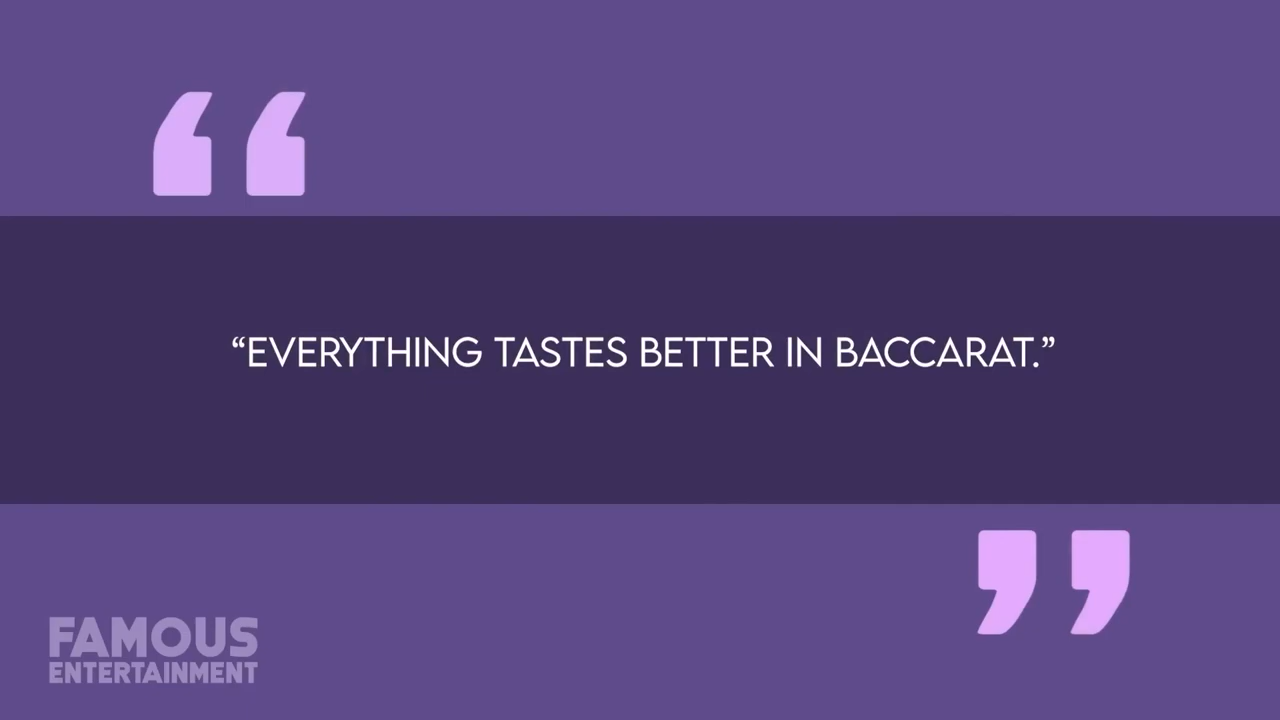 “EVERYTHING TASTES BETTER IN BACCARAT.”
FAMOUS
ENTERTAINMENT